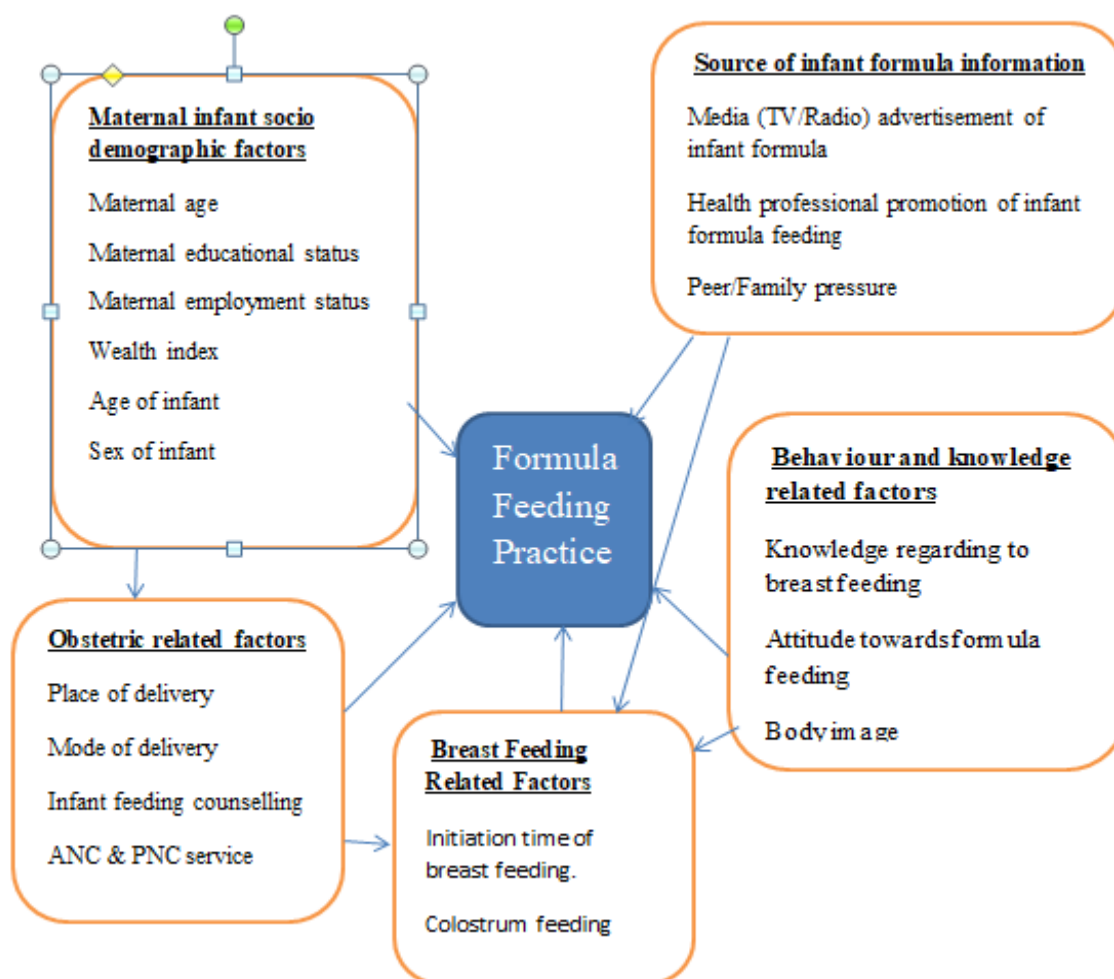 Maternal infant socio
demographic factors
Maternal age
Maternal educational status
Maternal employment status
Wealth index
Age of infant
Sex of infant
Source of infant formula information
Media (TV/Radio) advertisement of
infant formula
Health professional promotion of infant
formula feeding
Peer/Family pressure
Formula
Feeding
Practice
Behaviour and knowledge
related factors
Knowledge regarding to
breast feeding
Attitude towards formula
feeding
Body image
Obstetric related factors
Place of delivery
Mode of delivery
Infant feeding counselling
ANC & PNC service
Breast Feeding
Related Factors
Initiation time of
breast feeding.
Colostrum feeding